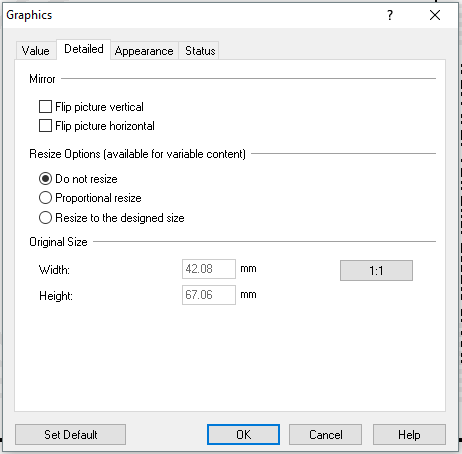 Graphics
?
Value Detailed Appearance Status
Mirror
Flip picture vertical
Flip picture horizontal
Resize Options (available for variable content)
Do not resize
Proportional resize
Resize to the designed size
Original Size
Width: 42.08 mm 1:1
Height: 67.06 mm
Set Default OK Cancel Help